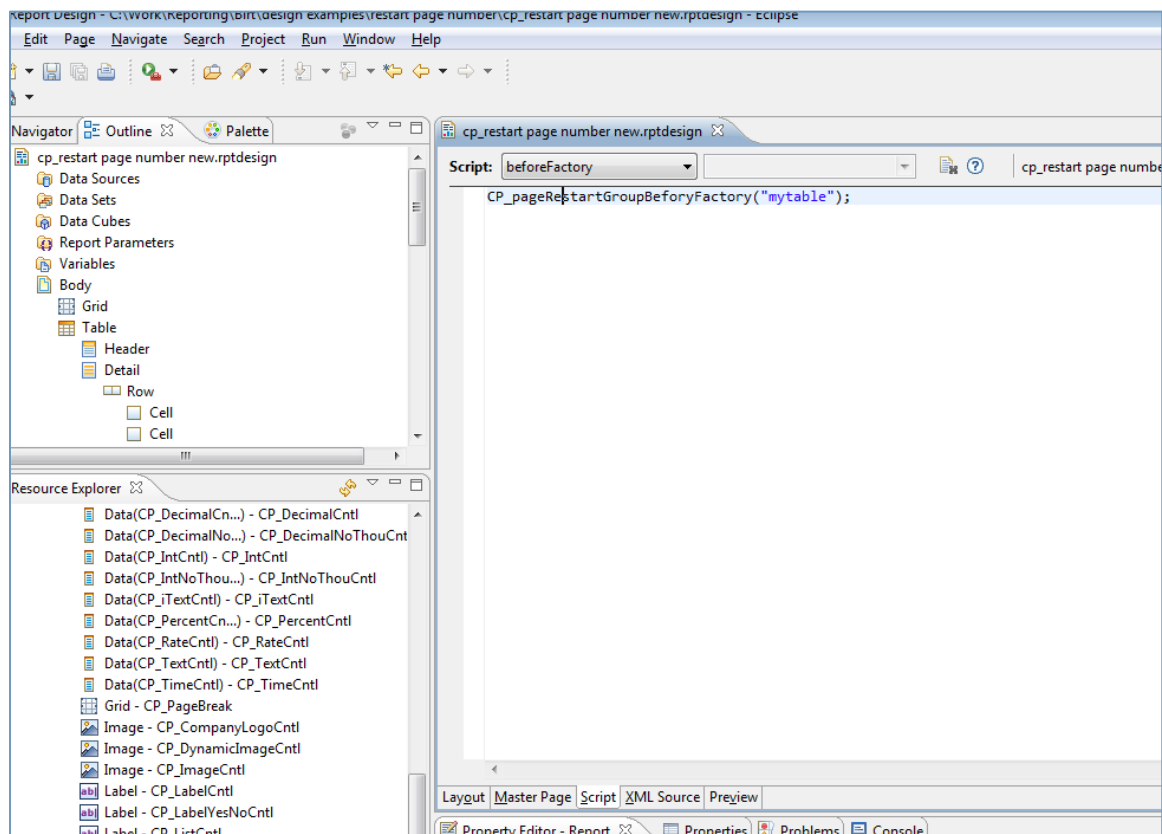 Report Design - C:\Work\Reporting\Birt\design examples\restart page number\cp_restart page number new.rptdesign - Eclipse
Edit Page Navigate Search Project Run Window Help
Navigator Outline Palette
cp_restart page number new.rptdesign
Data Sources
Data Sets
Data Cubes
Report Parameters
Variables
Body
Grid
Table
Header
Detail
Row
Cell
Cell
Resource Explorer
Data(CP_DecimalCn...) - CP_DecimalCntl
Data(CP_DecimalNo...) - CP_DecimalNoThouCnt
Data(CP_IntCntl) - CP_IntCntl
Data(CP_IntNoThou...) - CP_IntNoThouCntl
Data(CP_iTextCntl) - CP_iTextCntl
Data(CP_PercentCn...) - CP_PercentCntl
Data(CP_RateCntl) - CP_RateCntl
Data(CP_TextCntl) - CP_TextCntl
Data(CP_TimeCntl) - CP_TimeCntl
Grid - CP_PageBreak
Image - CP_CompanyLogoCntl
Image - CP_DynamicImageCntl
Image - CP_ImageCntl
Label - CP_LabelCntl
Label - CP_LabelYesNoCntl
Label - CP_ListCntl
cp_restart page number new.rptdesign
Script: beforeFactory cp_restart page numbe
CP_pageRestartGroupBeforyFactory("mytable");
Layout Master Page Script XML Source Preview
Property Editor - Report Properties Problems Console